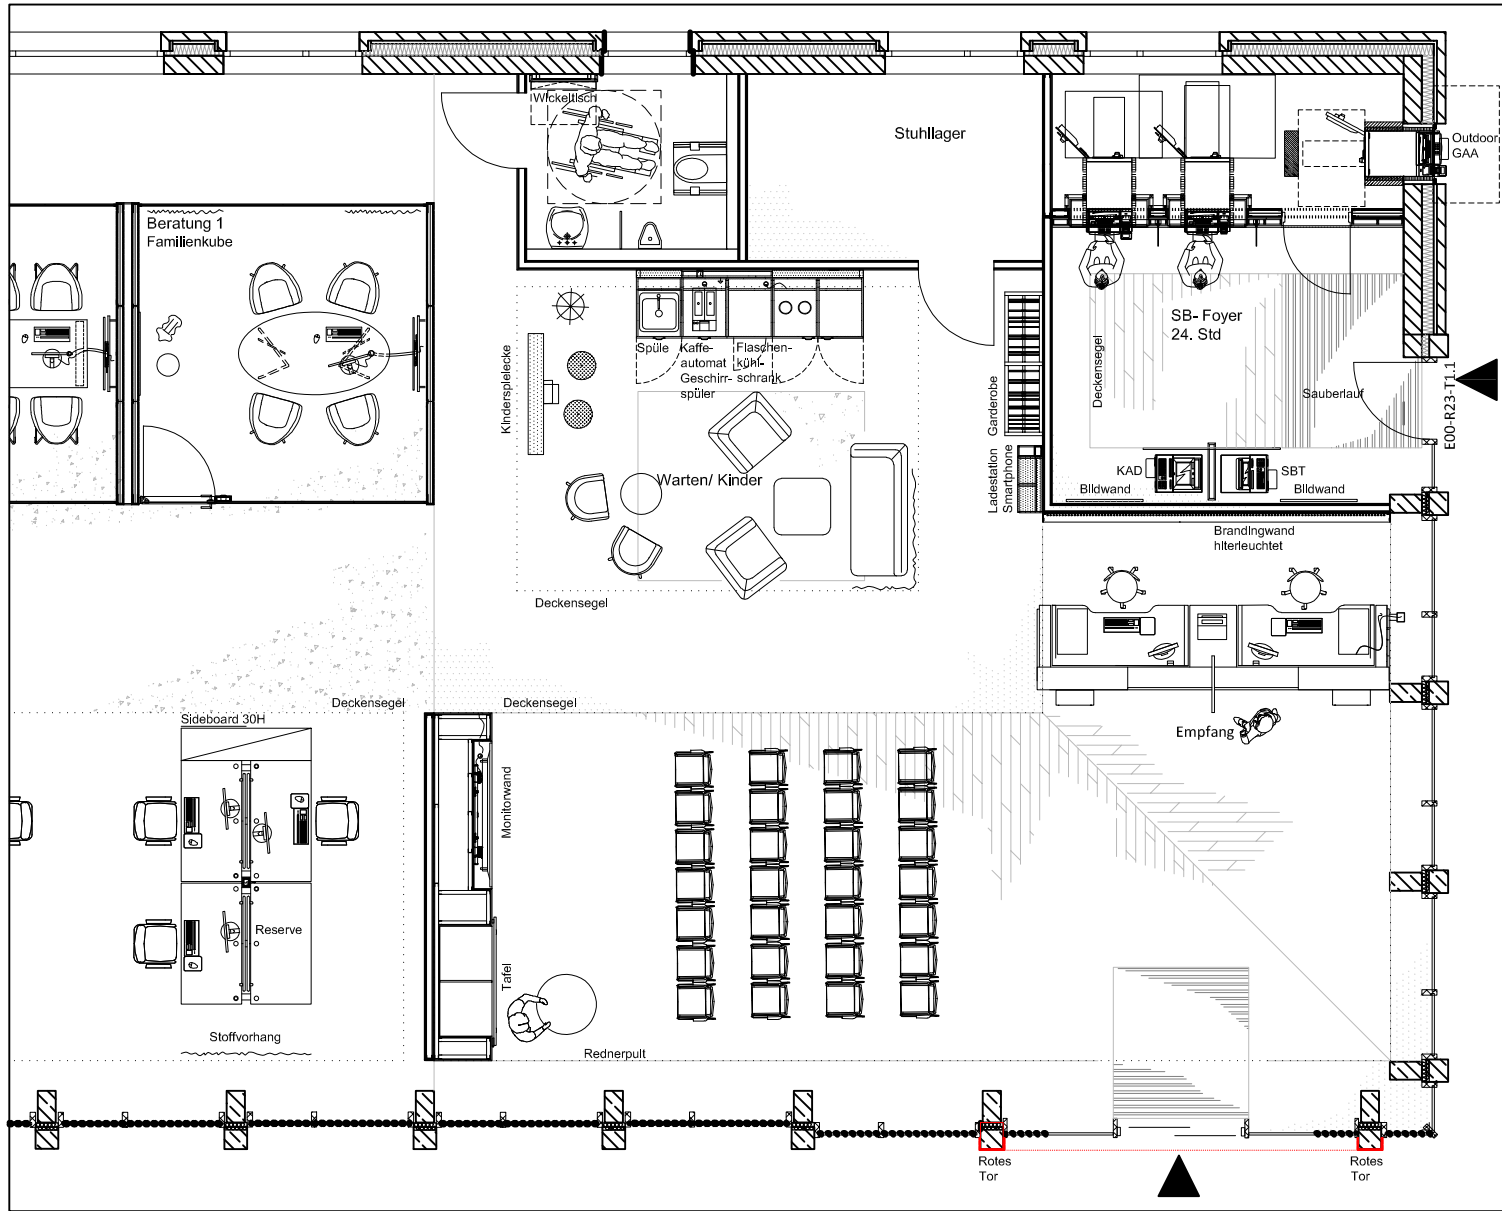 Wickeltisch
Stuhllager
Outdoor
GAA
Beratung 1
Familienkube
SB- Foyer
24. Std
Deckensegel
Sauberlauf
E00-R23-T1.1
Spüle
Kaffe-
automat
Geschirr-
spüler
Flaschen-
kühl-
schrank
KInderspielecke
Garderobe
Ladestation
Smartphone
Warten/ Kinder
KAD
SBT
BIldwand
BIldwand
BrandIngwand
hIterleuchtet
Deckensegel
Deckensegel
Deckensegel
Sideboard 30H
Empfang
Monitorwand
Reserve
Tafel
Stoffvorhang
Rednerpult
Rotes
Tor
Rotes
Tor